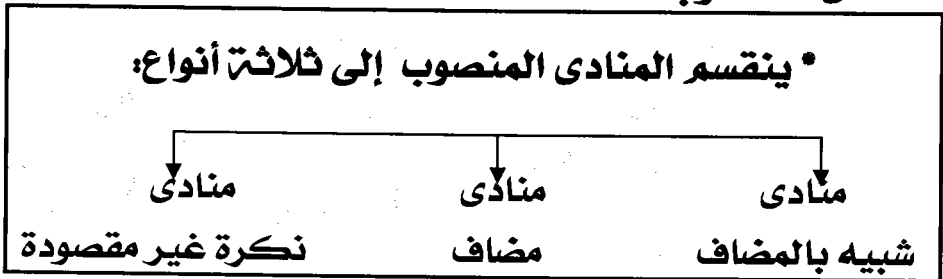 * ينقسم المنادى المنصوب إلى ثلاثة أنواع:
منادى منادى منادى
شبيه بالمضاف مضاف نكرة غير مقصودة